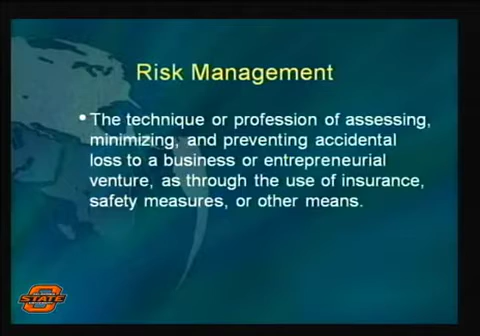 Risk Management
• The technique or profession of assessing,
minimizing, and preventing accidental
loss to a business or entrepreneurial
venture, as through the use of insurance,
safety measures, or other means.
STATE